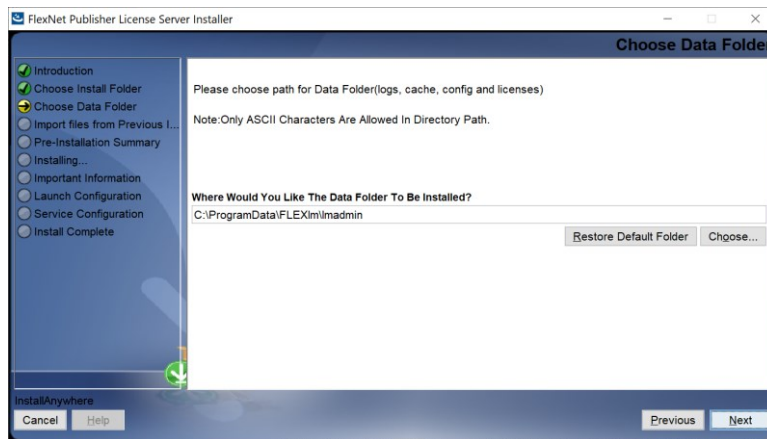 FlexNet Publisher License Server Installer
Choose Data Folde
Introduction
Choose Install Folder
Choose Data Folder
Import files from Previous I...
Pre-Installation Summary
Installing...
Important Information
Launch Configuration
Service Configuration
Install Complete
Please choose path for Data Folder(logs, cache, config and licenses)
Note:Only ASCII Characters Are Allowed In Directory Path.
Where Would You Like The Data Folder To Be Installed?
C:\ProgramData\FLEXlm\lmadmin
Restore Default Folder Choose...
InstallAnywhere
Cancel Help Previous Next